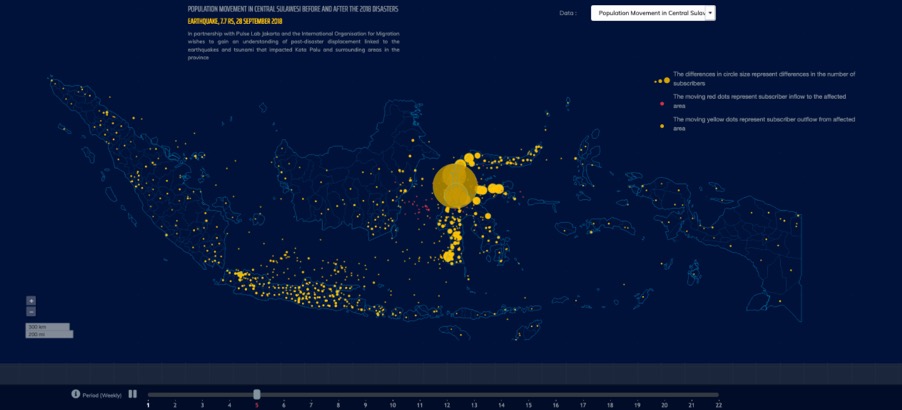 POPULATION MOVEMENT IN CENTRAL SULAWESI BEFORE AND AFTER THE 2018 DISASTERS
EARTHQUAKE, 7.7 RS, 28 SEPTEMBER 2018
In partnership with Pulse Lab Jakarta and the International Organisation for Migration
wishes to gain an understanding of post-disaster displacement linked to the
earthquakes and tsunami that impacted Kota Palu and surrounding areas in the
province
Data :
Population Movement in Central Sulaw
The differences in circle size represent differences in the number of
subscribers
The moving red dots represent subscriber inflow to the affected
area
The moving yellow dots represent subscriber outflow from affected
area
+
−
300 km
200 mi
Period (Weekly)
1 2 3 4 5 6 7 8 9 10 11 12 13 14 15 16 17 18 19 20 21 22